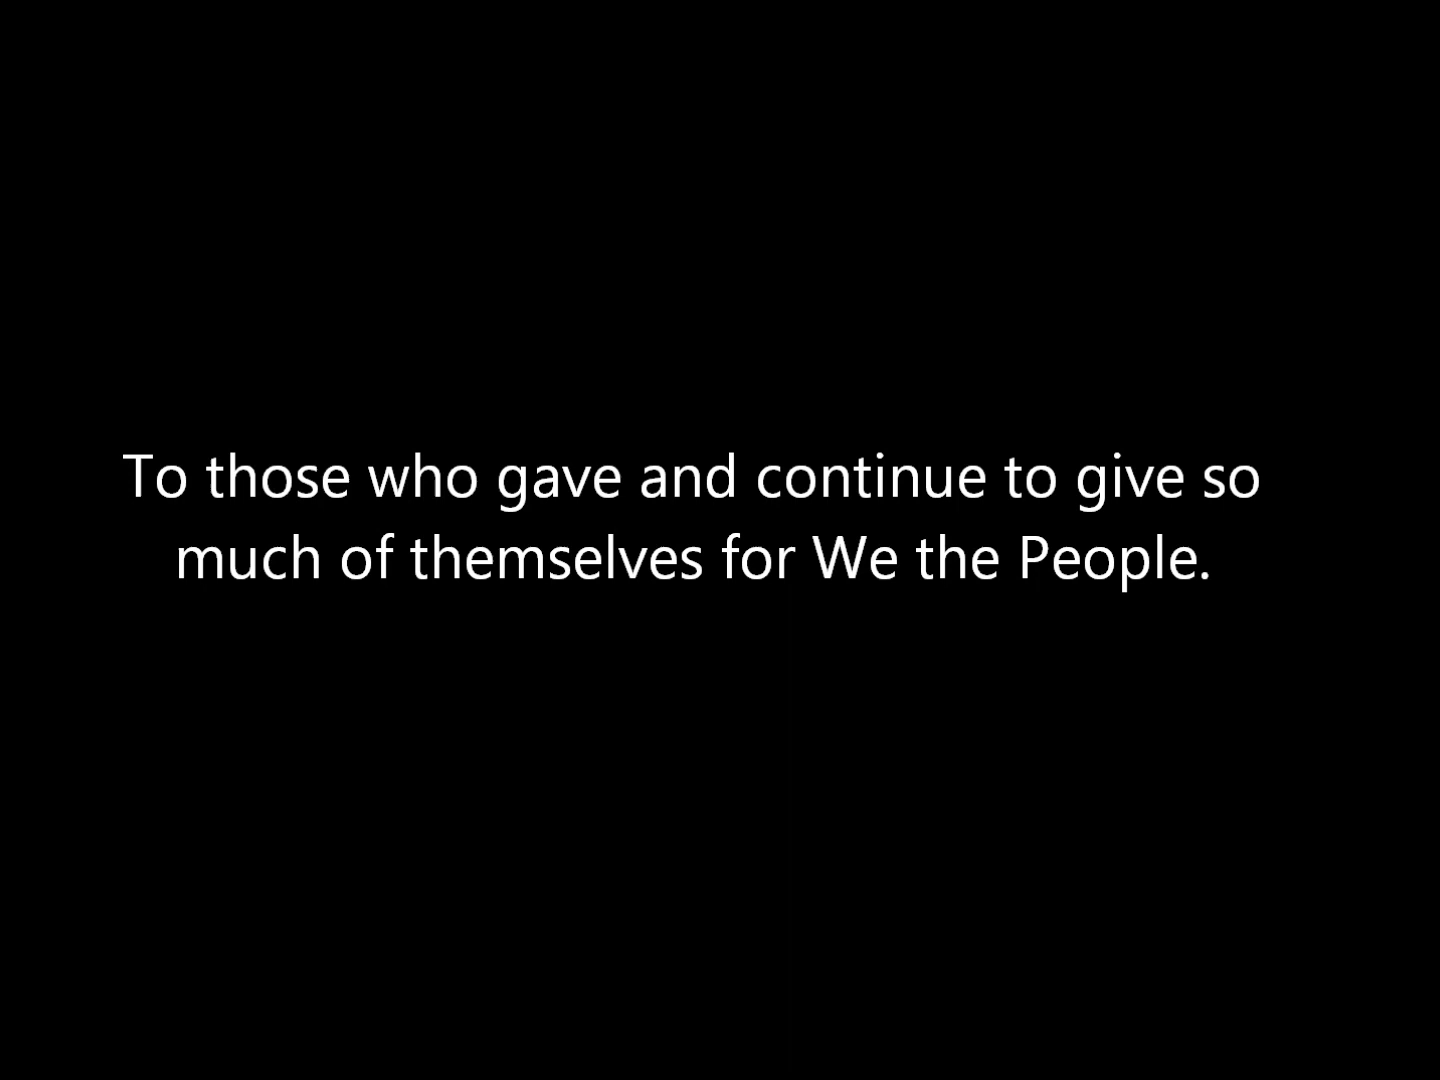 To those who gave and continue to give so
much of themselves for We the People.